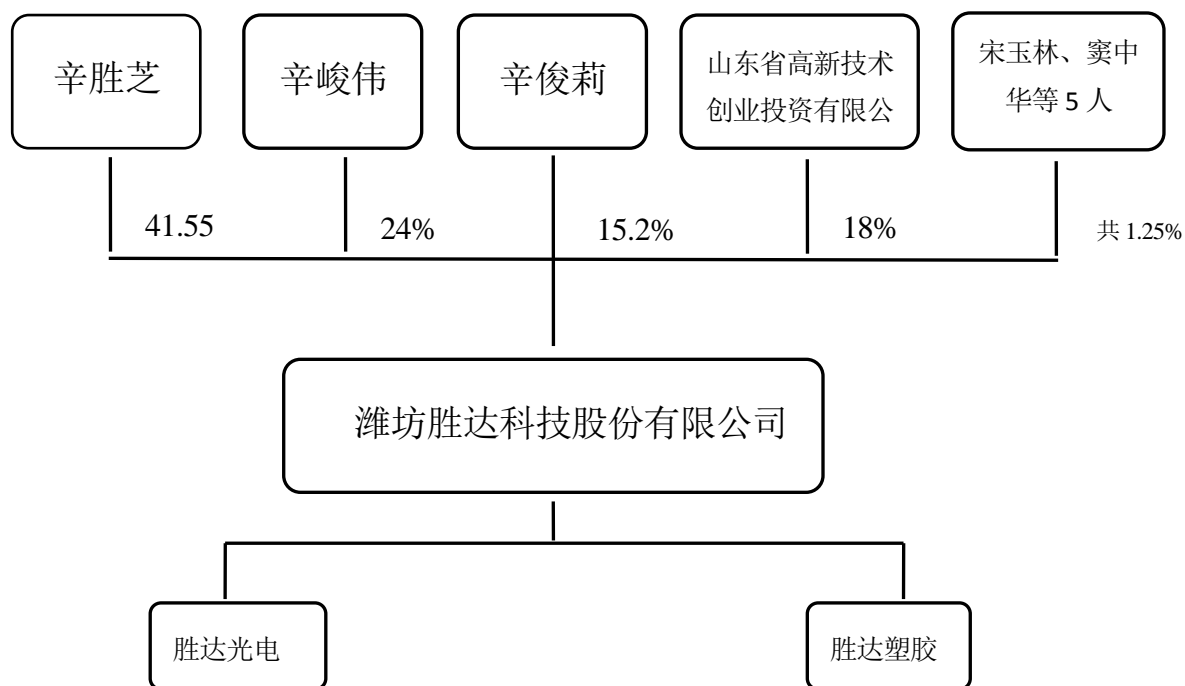 辛胜芝
辛峻伟
辛俊莉
山东省高新技术
创业投资有限公
宋玉林、窦中
华等 5 人
41.55
24%
15.2%
18%
共 1.25%
潍坊胜达科技股份有限公司
胜达光电
胜达塑胶